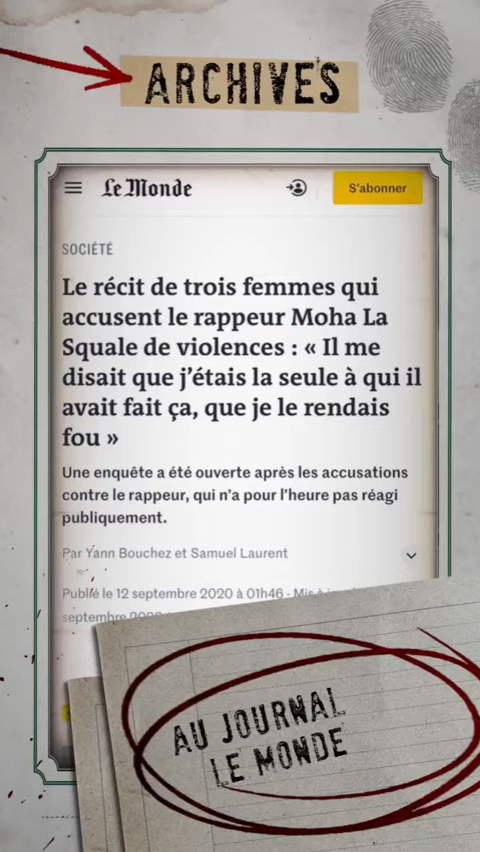 ARCHIVES
Le Monde
S'abonner
SOCIÉTÉ
Le récit de trois femmes qui
accusent le rappeur Moha La
Squale de violences : « Il me
disait que j'étais la seule à qui il
avait fait ça, que je le rendais
fou »
Une enquête a été ouverte après les accusations
contre le rappeur, qui n'a pour l'heure pas réagi
publiquement.
Par Yann Bouchez et Samuel Laurent
Publié le 12 septembre 2020 à 01h46 - Mis à
septembre
AU JOURNAL
LE MONDE